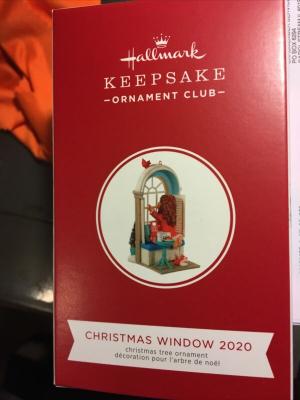 Hallmark
KEEPSAKE
–ORNAMENT CLUB–
CHRISTMAS WINDOW 2020
christmas tree ornament
décoration pour l'arbre de noël